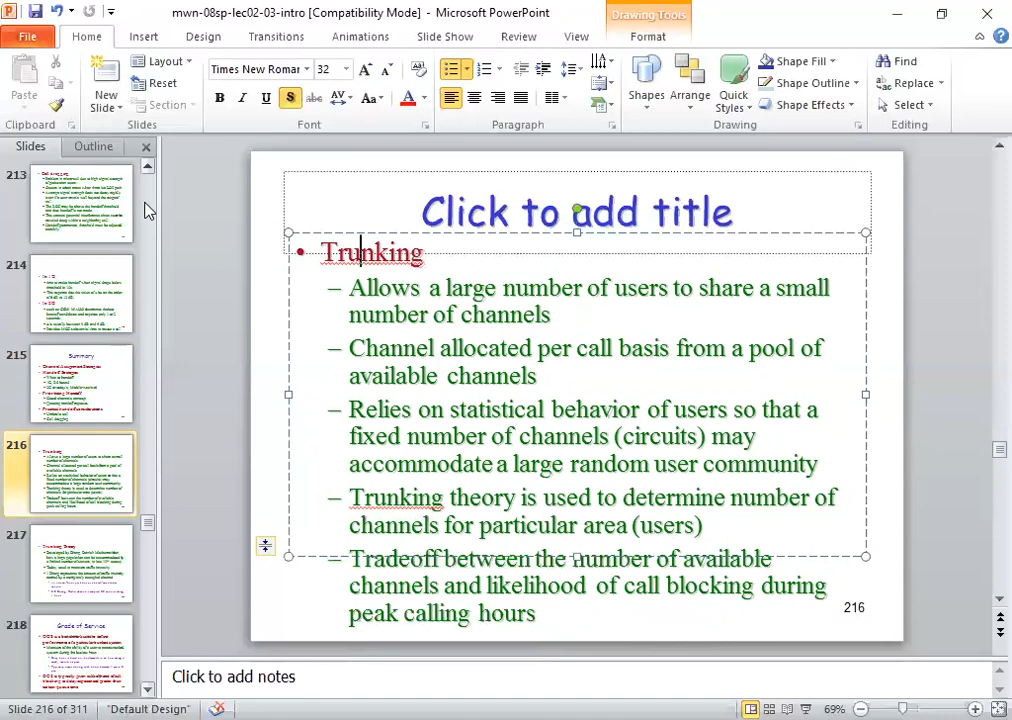 mwn-08sp-lec02-03-intro [Compatibility Mode] - Microsoft PowerPoint
Drawing Tools
File Home Insert Design Transitions Animations Slide Show Review View Format
Paste
New Slide
Layout
Reset
Section
Times New Roman 32
B I U S abc AV Aa A
Shapes Arrange Quick Styles
Shape Fill
Shape Outline
Shape Effects
Find
Replace
Select
Clipboard Slides Font Paragraph Drawing Editing
Slides Outline
213
214
215
Summary
216
217
218
Grade of Service
Click to add title
• Trunking
– Allows a large number of users to share a small
number of channels
– Channel allocated per call basis from a pool of
available channels
– Relies on statistical behavior of users so that a
fixed number of channels (circuits) may
accommodate a large random user community
– Trunking theory is used to determine number of
channels for particular area (users)
– Tradeoff between the number of available
channels and likelihood of call blocking during
peak calling hours
216
Click to add notes
Slide 216 of 311 "Default Design" 69%